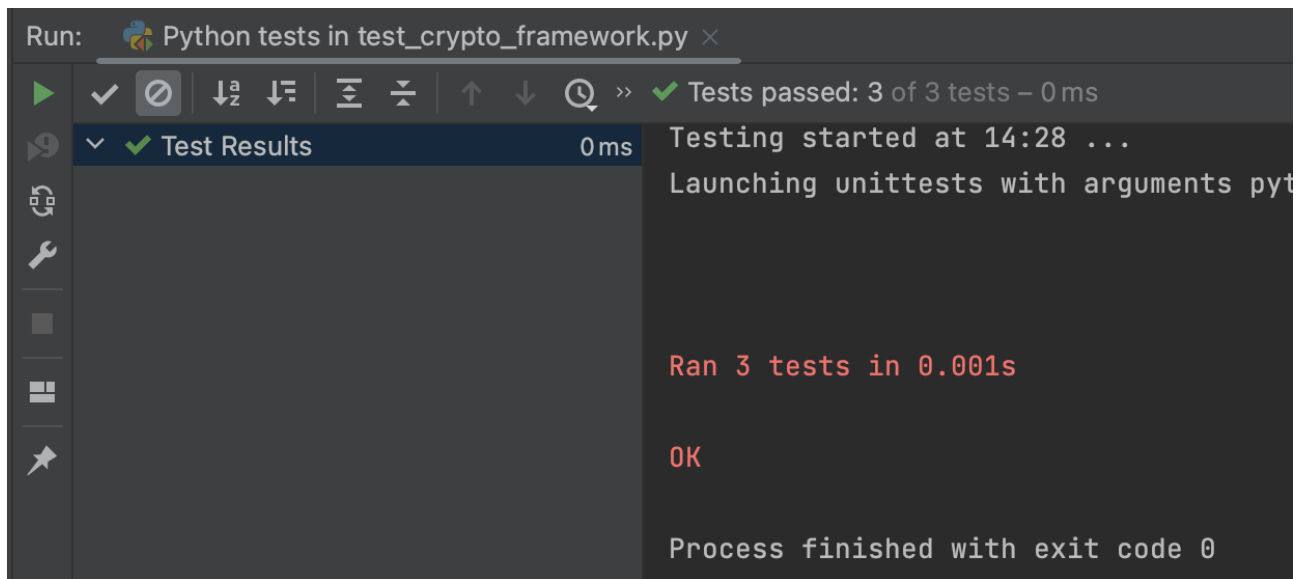 Run: Python tests in test_crypto_framework.py
Tests passed: 3 of 3 tests – 0 ms
Test Results 0 ms
Testing started at 14:28 ...
Launching unittests with arguments pyt
Ran 3 tests in 0.001s
OK
Process finished with exit code 0